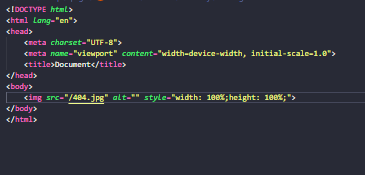 <!DOCTYPE html>
<html lang="en">
<head>
    <meta charset="UTF-8">
    <meta name="viewport" content="width=device-width, initial-scale=1.0">
    <title>Document</title>
</head>
<body>
    <img src="/404.jpg" alt="" style="width: 100%;height: 100%;">
</body>
</html>